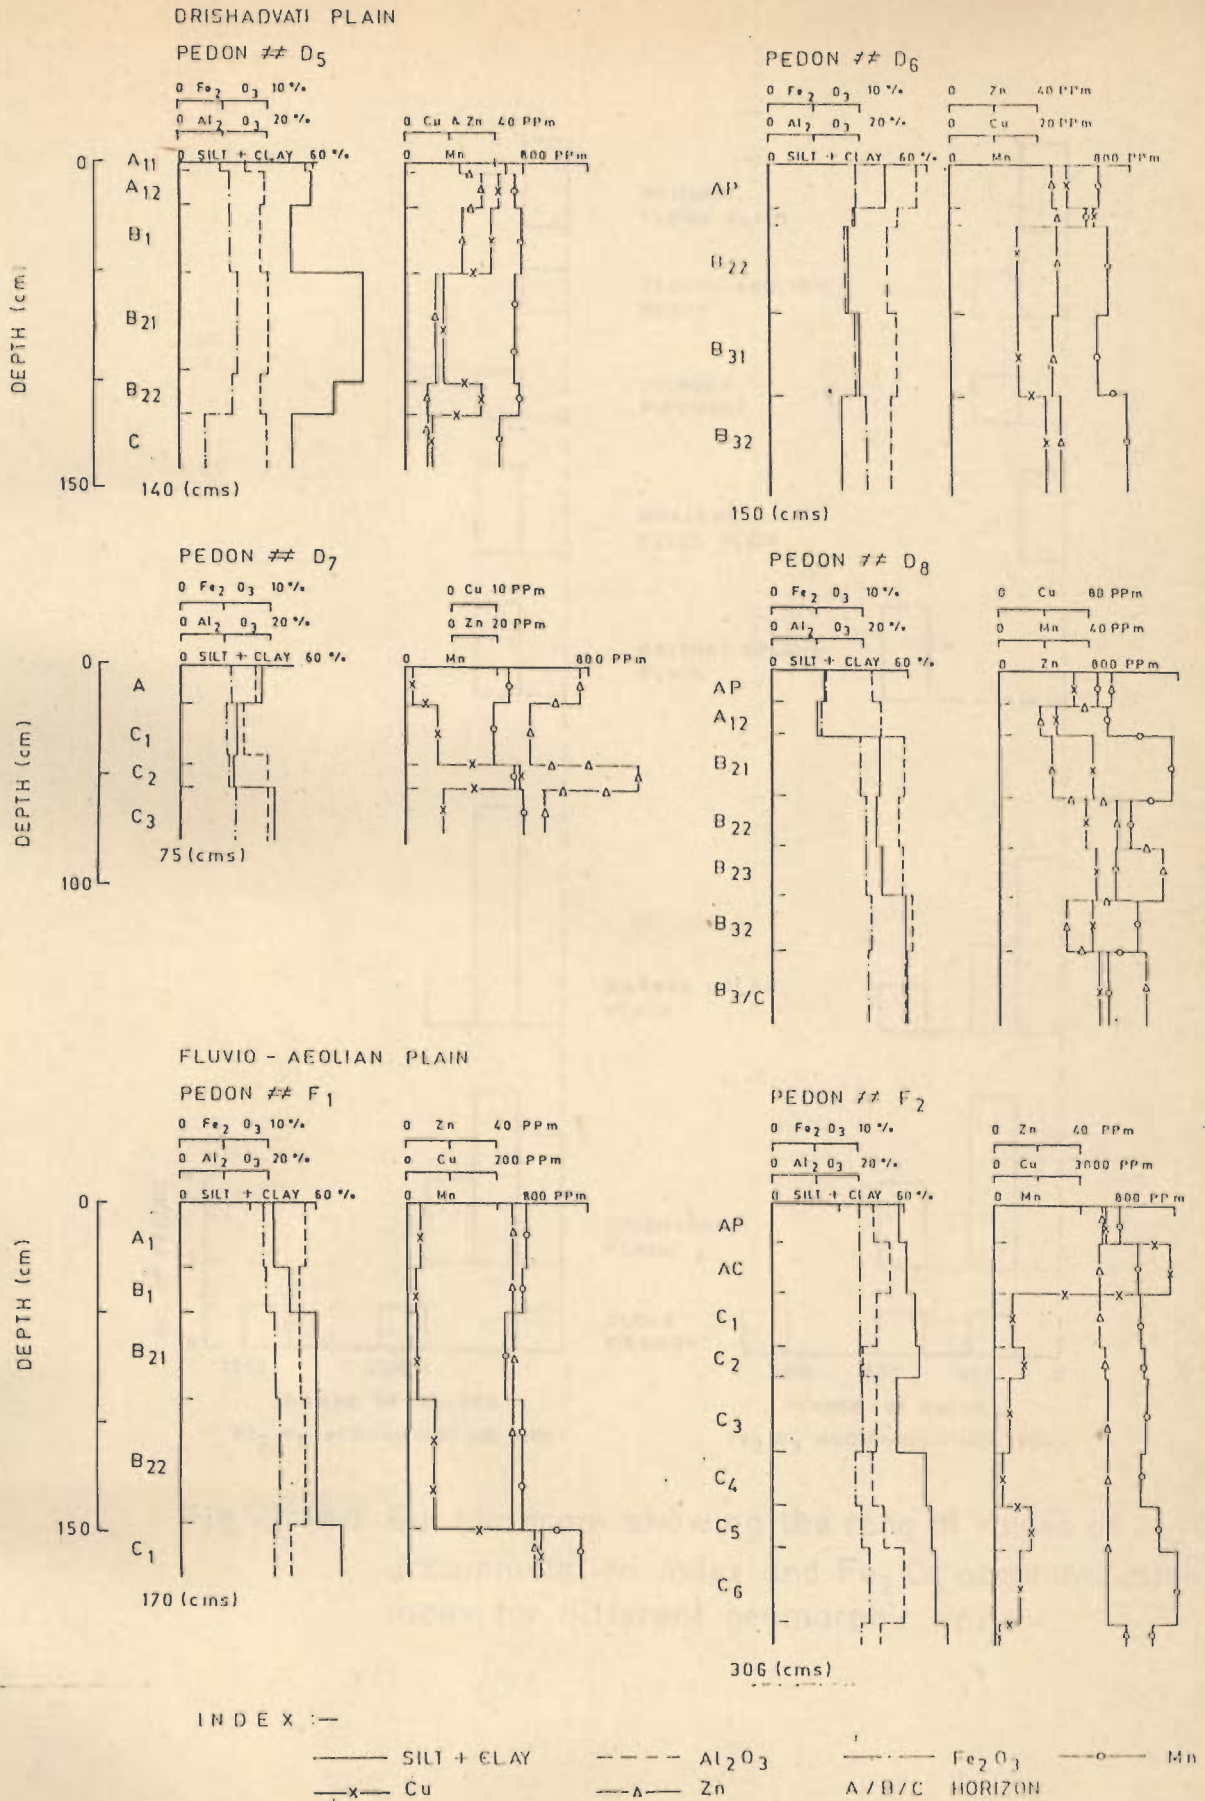 DRISHADVATI PLAIN
PEDON ## D5
0 Fe2 O3 10 %
0 Al2 O3 20 %
0 SILT + CLAY 60 %
0 Cu & Zn 40 PPm
0 Mn 800 PPm
DEPTH (cm)
0
150
A11
A12
B1
B21
B22
C
140 (cms)
PEDON ## D6
0 Fe2 O3 10 %
0 Al2 O3 20 %
0 SILT + CLAY 60 %
0 Zn 40 PPm
0 Cu 20 PPm
0 Mn 800 PPm
AP
B22
B31
B32
150 (cms)
PEDON ## D7
0 Fe2 O3 10 %
0 Al2 O3 20 %
0 SILT + CLAY 60 %
0 Cu 10 PPm
0 Zn 20 PPm
0 Mn 800 PPm
DEPTH (cm)
0
100
A
C1
C2
C3
75 (cms)
PEDON ## D8
0 Fe2 O3 10 %
0 Al2 O3 20 %
0 SILT + CLAY 60 %
0 Cu 80 PPm
0 Mn 40 PPm
0 Zn 800 PPm
AP
A12
B21
B22
B23
B32
B3/C
FLUVIO - AEOLIAN PLAIN
PEDON ## F1
0 Fe2 O3 10 %
0 Al2 O3 20 %
0 SILT + CLAY 60 %
0 Zn 40 PPm
0 Cu 200 PPm
0 Mn 800 PPm
DEPTH (cm)
0
150
A1
B1
B21
B22
C1
170 (cms)
PEDON ## F2
0 Fe2 O3 10 %
0 Al2 O3 20 %
0 SILT + CLAY 60 %
0 Zn 40 PPm
0 Cu 3000 PPm
0 Mn 800 PPm
AP
AC
C1
C2
C3
C4
C5
C6
306 (cms)
INDEX :-
SILT + CLAY Al2O3 Fe2O3 Mn
Cu Zn A/B/C HORIZON